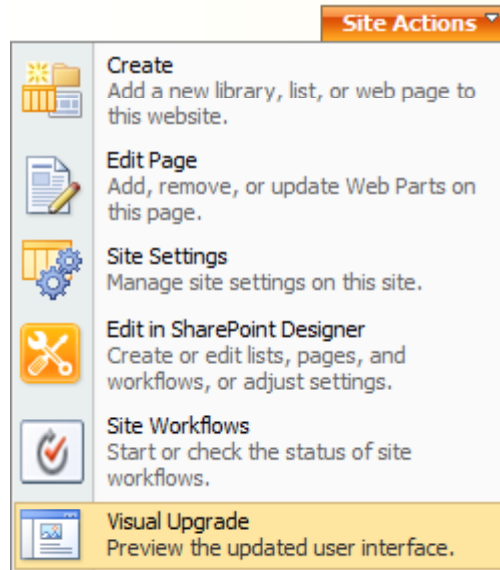 Site Actions
Create
Add a new library, list, or web page to
this website.
Edit Page
Add, remove, or update Web Parts on
this page.
Site Settings
Manage site settings on this site.
Edit in SharePoint Designer
Create or edit lists, pages, and
workflows, or adjust settings.
Site Workflows
Start or check the status of site
workflows.
Visual Upgrade
Preview the updated user interface.